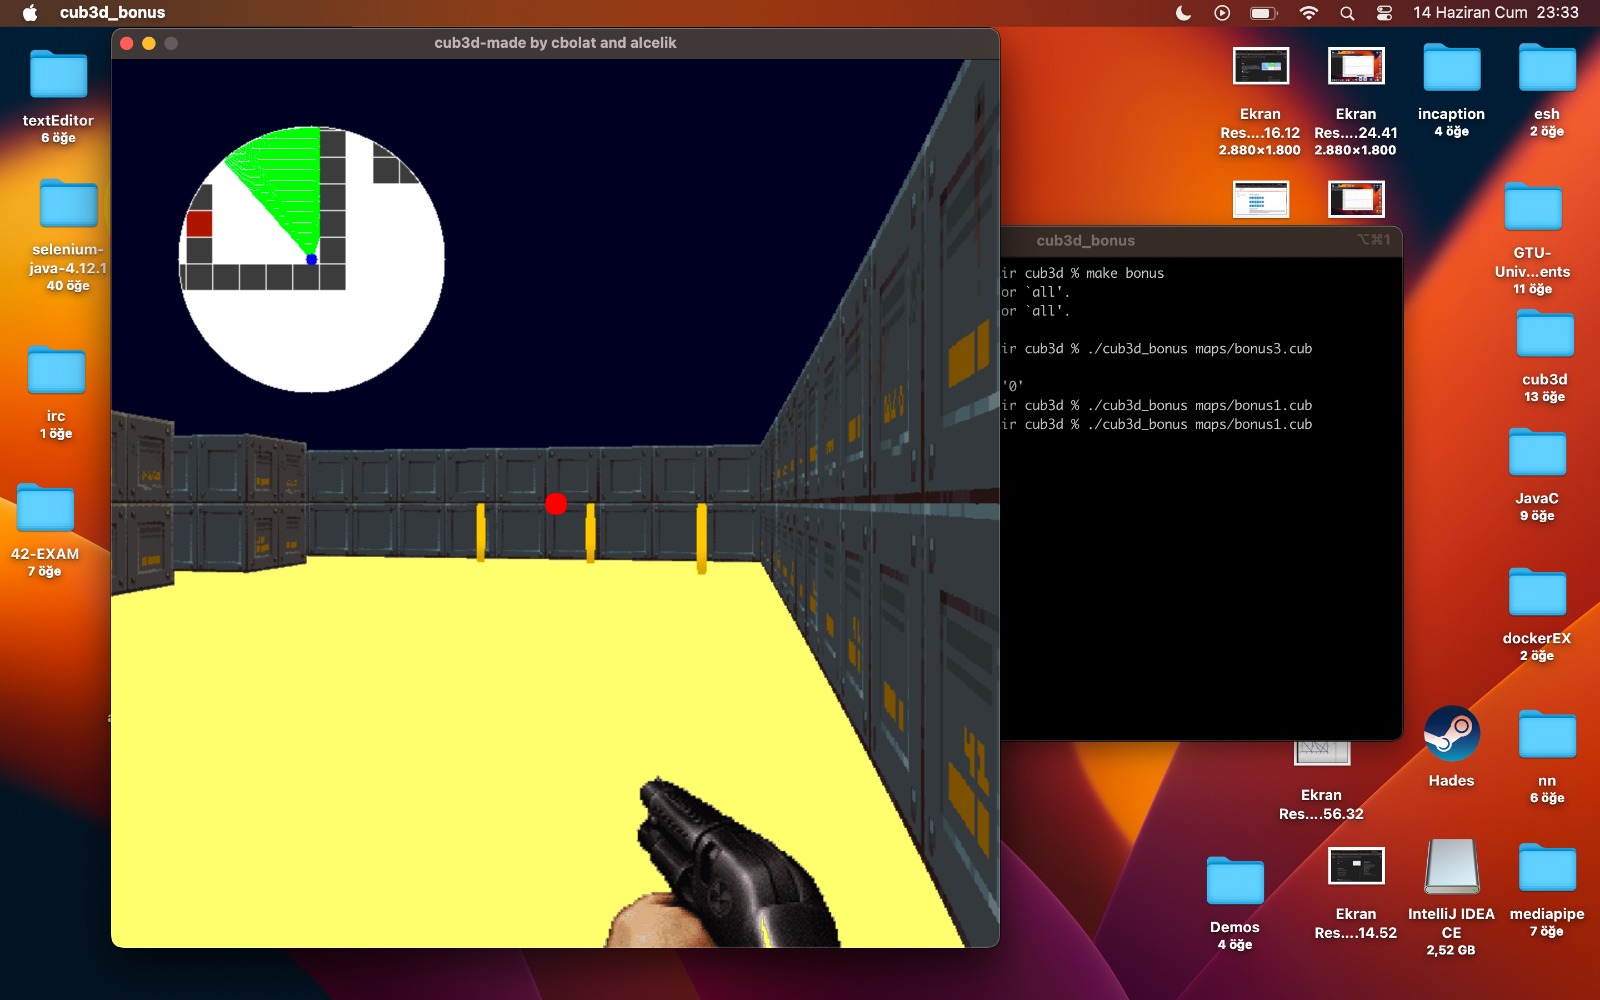 cub3d_bonus
14 Haziran Cum 23:33
cub3d-made by cbolat and alcelik
textEditor
6 öğe
selenium-
java-4.12.1
40 öğe
irc
1 öğe
42-EXAM
7 öğe
Ekran
Res....16.12
2.880×1.800
Ekran
Res....24.41
2.880×1.800
incaption
4 öğe
esh
2 öğe
cub3d_bonus
⌥⌘1
ir cub3d % make bonus
or `all'.
or `all'.
ir cub3d % ./cub3d_bonus maps/bonus3.cub
'0'
ir cub3d % ./cub3d_bonus maps/bonus1.cub
ir cub3d % ./cub3d_bonus maps/bonus1.cub
GTU-
Univ...ents
11 öğe
cub3d
13 öğe
JavaC
9 öğe
dockerEX
2 öğe
Ekran
Res....56.32
Hades
nn
6 öğe
Demos
4 öğe
Ekran
Res....14.52
IntelliJ IDEA
CE
2,52 GB
mediapipe
7 öğe
41